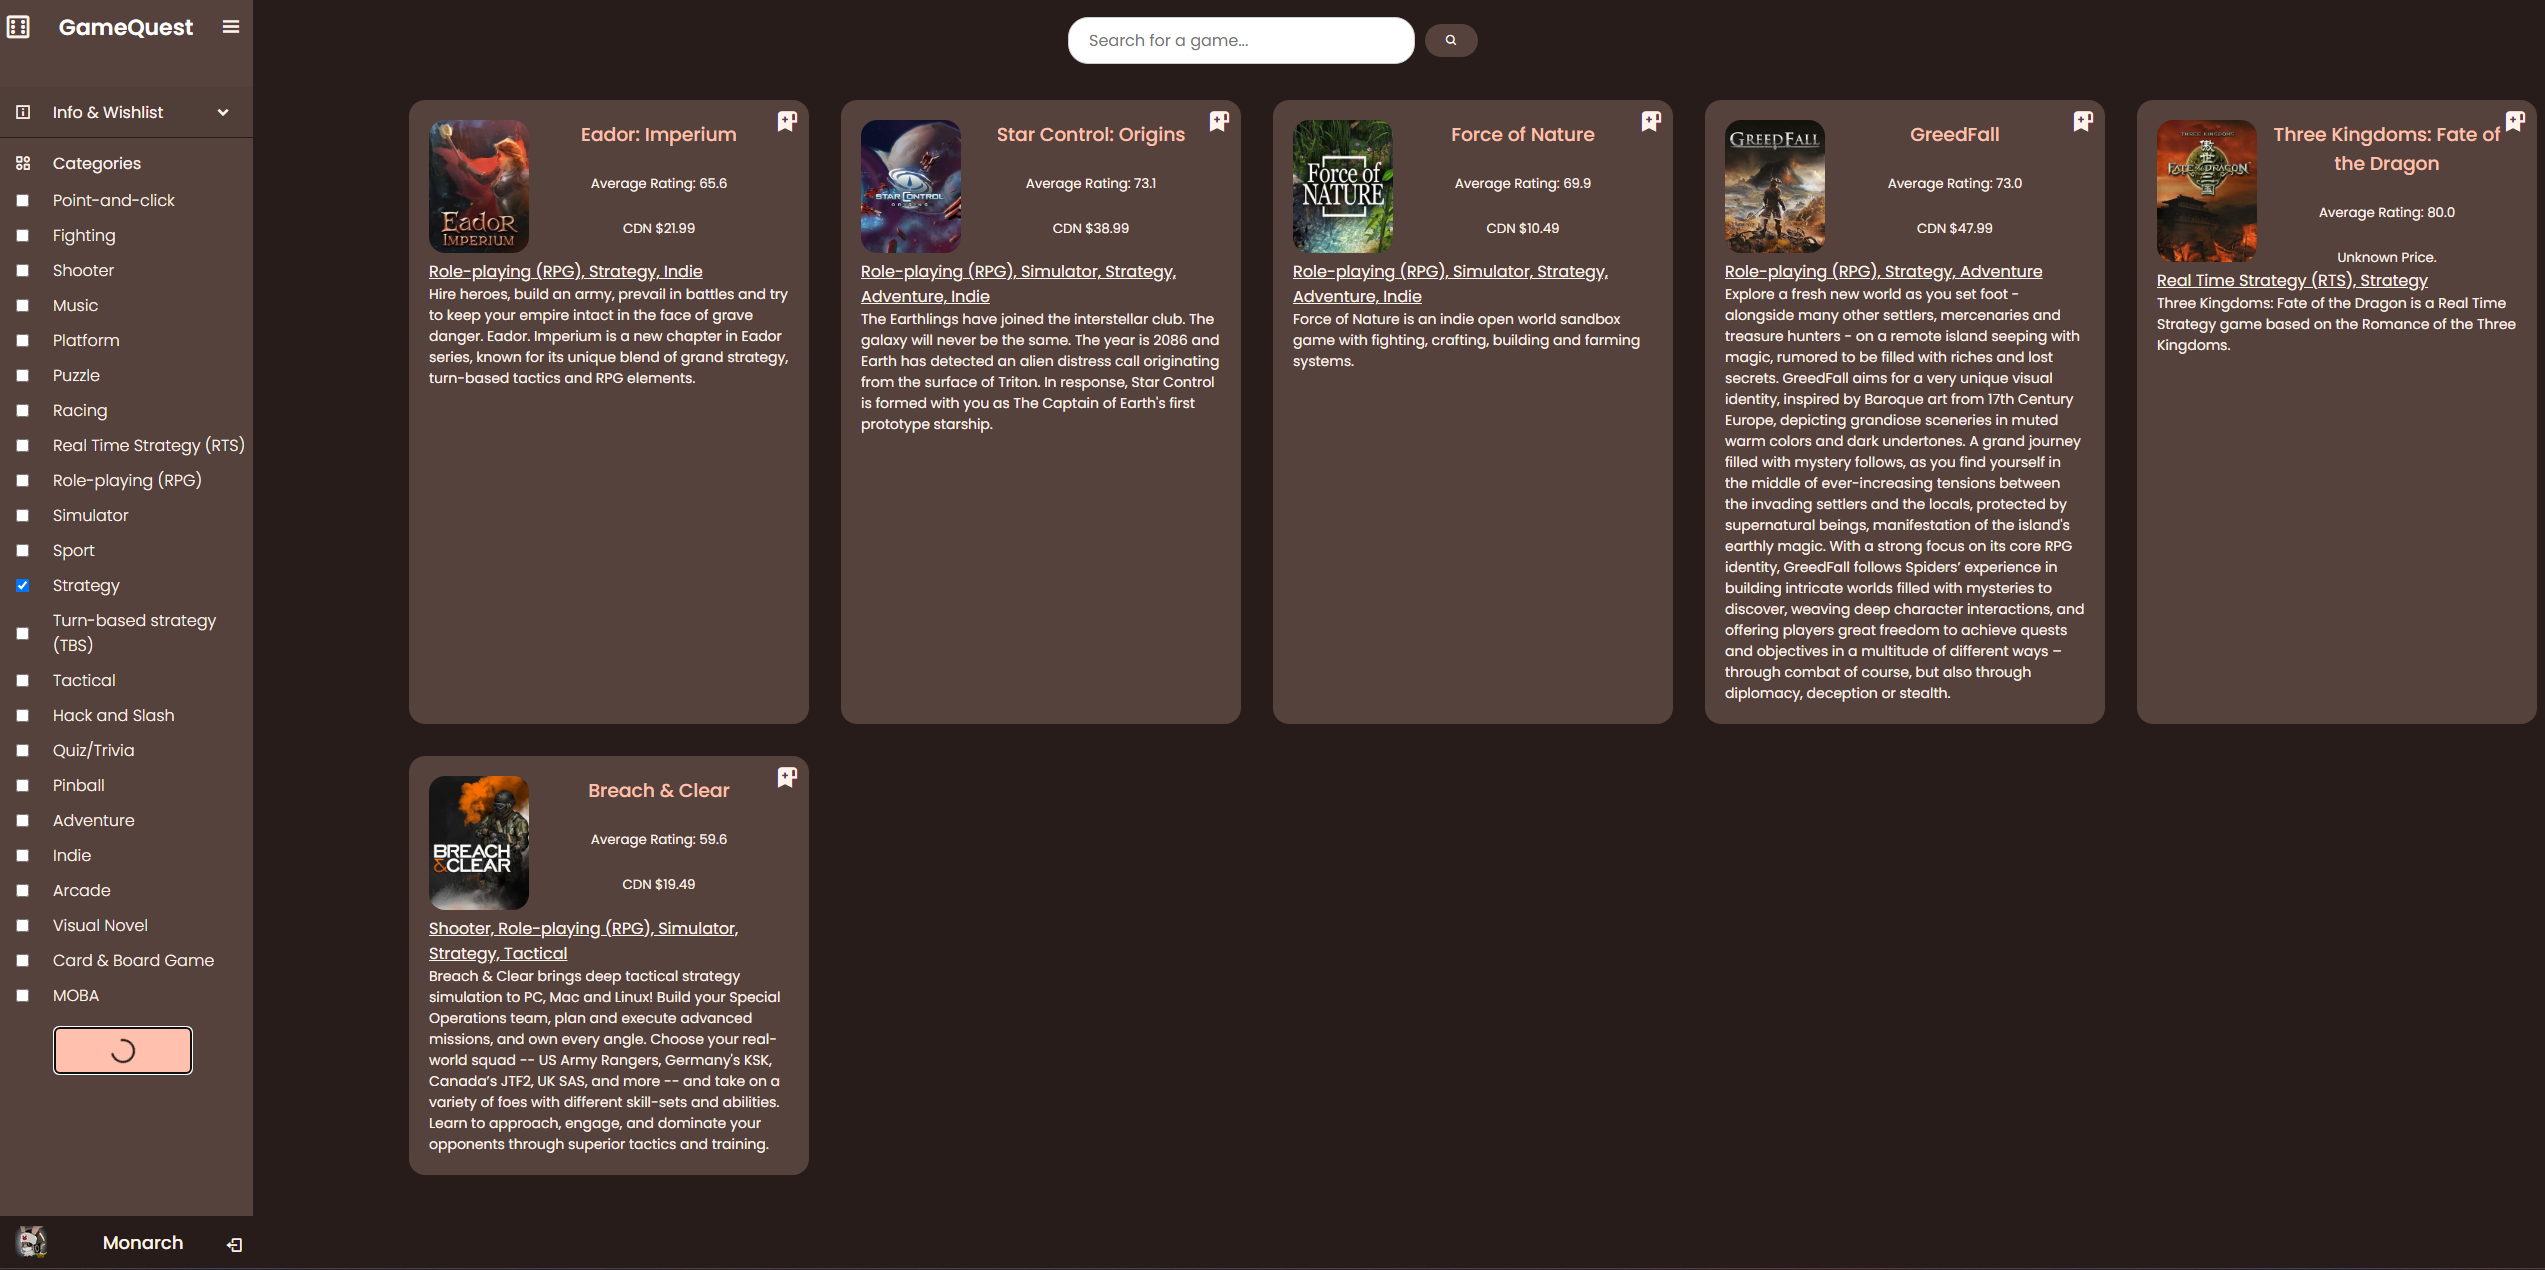 GameQuest
Search for a game...
Info & Wishlist
Categories
Point-and-click
Fighting
Shooter
Music
Platform
Puzzle
Racing
Real Time Strategy (RTS)
Role-playing (RPG)
Simulator
Sport
Strategy
Turn-based strategy
(TBS)
Tactical
Hack and Slash
Quiz/Trivia
Pinball
Adventure
Indie
Arcade
Visual Novel
Card & Board Game
MOBA
Monarch
EADOR
IMPERIUM
Eador: Imperium
Average Rating: 65.6
CDN $21.99
Role-playing (RPG), Strategy, Indie
Hire heroes, build an army, prevail in battles and try
to keep your empire intact in the face of grave
danger. Eador. Imperium is a new chapter in Eador
series, known for its unique blend of grand strategy,
turn-based tactics and RPG elements.
STAR CONTROL
ORIGINS
Star Control: Origins
Average Rating: 73.1
CDN $38.99
Role-playing (RPG), Simulator, Strategy,
Adventure, Indie
The Earthlings have joined the interstellar club. The
galaxy will never be the same. The year is 2086 and
Earth has detected an alien distress call originating
from the surface of Triton. In response, Star Control
is formed with you as The Captain of Earth's first
prototype starship.
Force of
NATURE
Force of Nature
Average Rating: 69.9
CDN $10.49
Role-playing (RPG), Simulator, Strategy,
Adventure, Indie
Force of Nature is an indie open world sandbox
game with fighting, crafting, building and farming
systems.
GREEDFALL
GreedFall
Average Rating: 73.0
CDN $47.99
Role-playing (RPG), Strategy, Adventure
Explore a fresh new world as you set foot -
alongside many other settlers, mercenaries and
treasure hunters - on a remote island seeping with
magic, rumored to be filled with riches and lost
secrets. GreedFall aims for a very unique visual
identity, inspired by Baroque art from 17th Century
Europe, depicting grandiose sceneries in muted
warm colors and dark undertones. A grand journey
filled with mystery follows, as you find yourself in
the middle of ever-increasing tensions between
the invading settlers and the locals, protected by
supernatural beings, manifestation of the island's
earthly magic. With a strong focus on its core RPG
identity, GreedFall follows Spiders’ experience in
building intricate worlds filled with mysteries to
discover, weaving deep character interactions, and
offering players great freedom to achieve quests
and objectives in a multitude of different ways –
through combat of course, but also through
diplomacy, deception or stealth.
THREE KINGDOMS
傲世三国
FATE OF THE DRAGON
Three Kingdoms: Fate of
the Dragon
Average Rating: 80.0
Unknown Price.
Real Time Strategy (RTS), Strategy
Three Kingdoms: Fate of the Dragon is a Real Time
Strategy game based on the Romance of the Three
Kingdoms.
BREACH
&CLEAR
Breach & Clear
Average Rating: 59.6
CDN $19.49
Shooter, Role-playing (RPG), Simulator,
Strategy, Tactical
Breach & Clear brings deep tactical strategy
simulation to PC, Mac and Linux! Build your Special
Operations team, plan and execute advanced
missions, and own every angle. Choose your real-
world squad -- US Army Rangers, Germany's KSK,
Canada’s JTF2, UK SAS, and more -- and take on a
variety of foes with different skill-sets and abilities.
Learn to approach, engage, and dominate your
opponents through superior tactics and training.